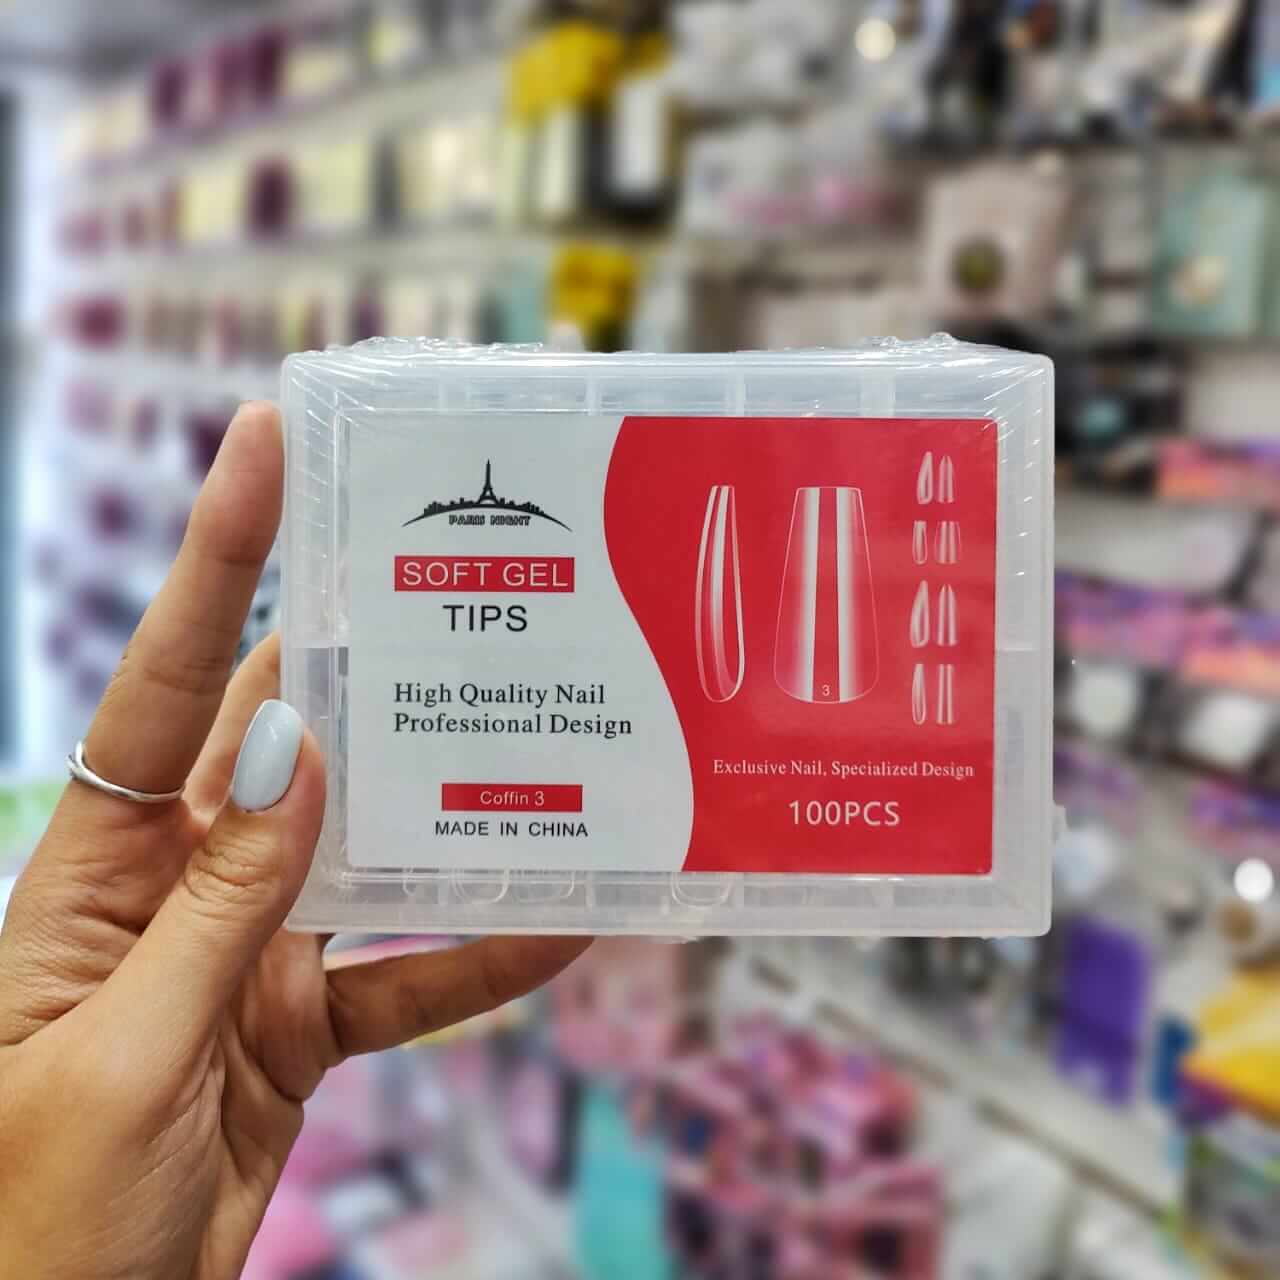 PARIS NIGHT
SOFT GEL
TIPS
High Quality Nail
Professional Design
Coffin 3
MADE IN CHINA
3
Exclusive Nail, Specialized Design
100PCS